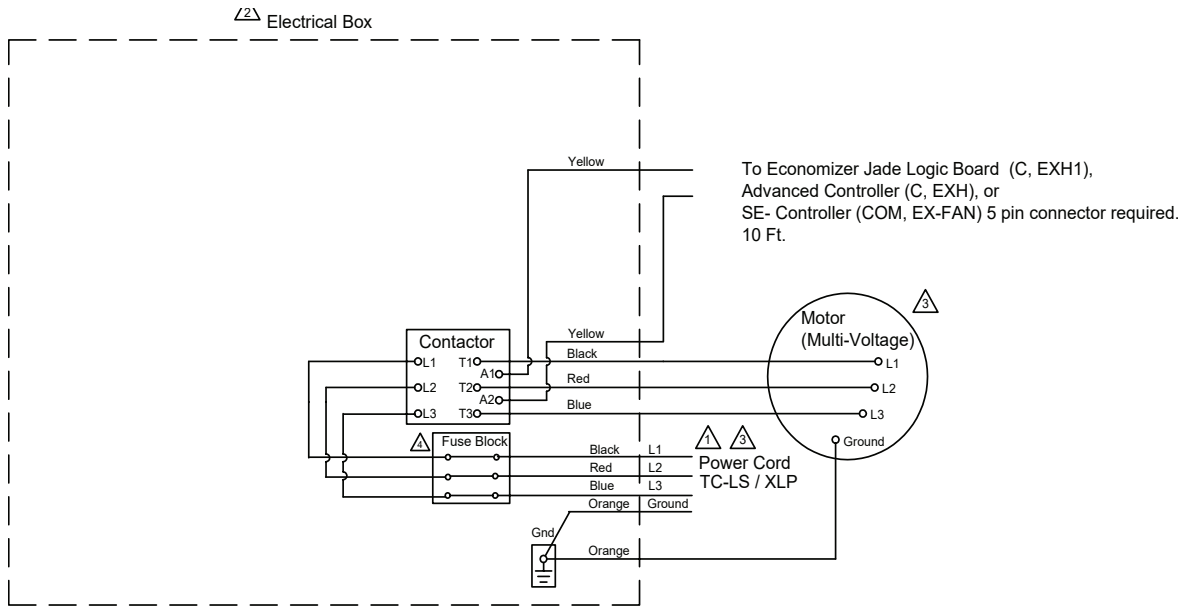 2 Electrical Box
Yellow
To Economizer Jade Logic Board (C, EXH1),
Advanced Controller (C, EXH), or
SE- Controller (COM, EX-FAN) 5 pin connector required.
10 Ft.
3
Motor
(Multi-Voltage)
Contactor
Yellow
L1 T1 Black L1
A1
L2 T2 Red L2
A2
L3 T3 Blue L3
Ground
4 Fuse Block
1 3
Black L1
Power Cord
Red L2
TC-LS / XLP
Blue L3
Orange Ground
Gnd
Orange